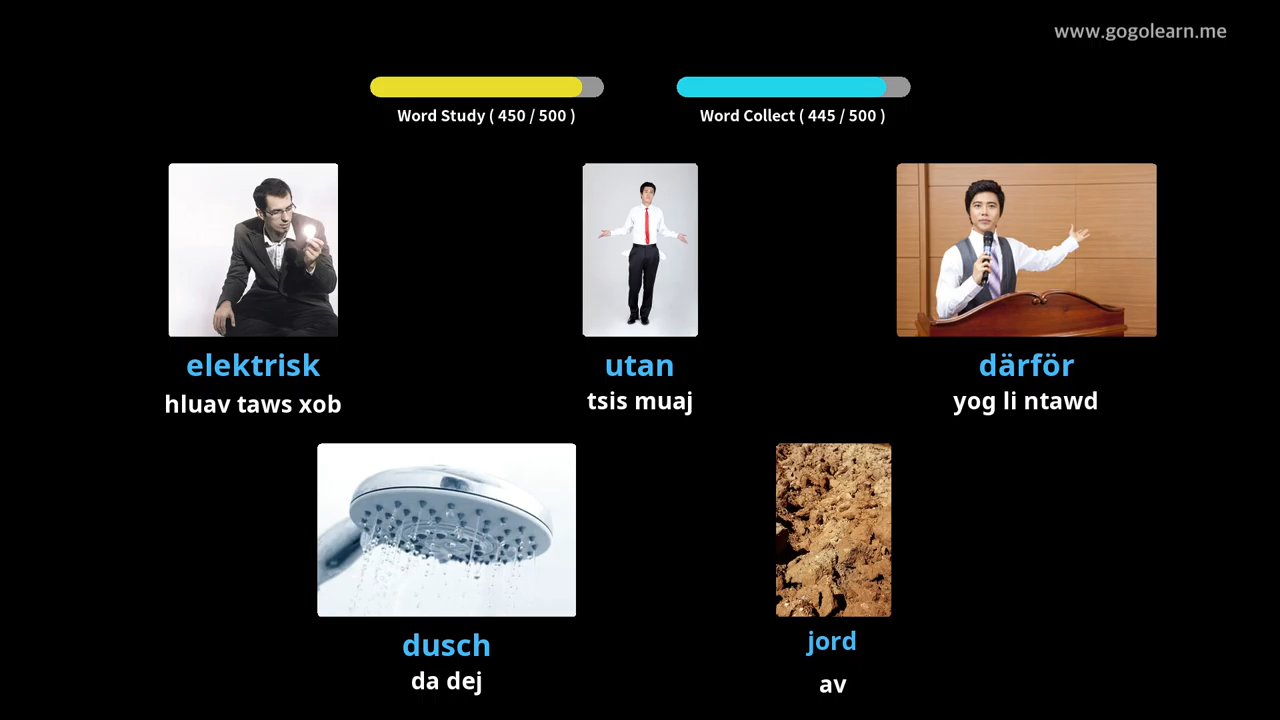 www.gogolearn.me
Word Study ( 450 / 500 )
Word Collect ( 445 / 500 )
elektrisk
hluav taws xob
utan
tsis muaj
därför
yog li ntawd
dusch
da dej
jord
av